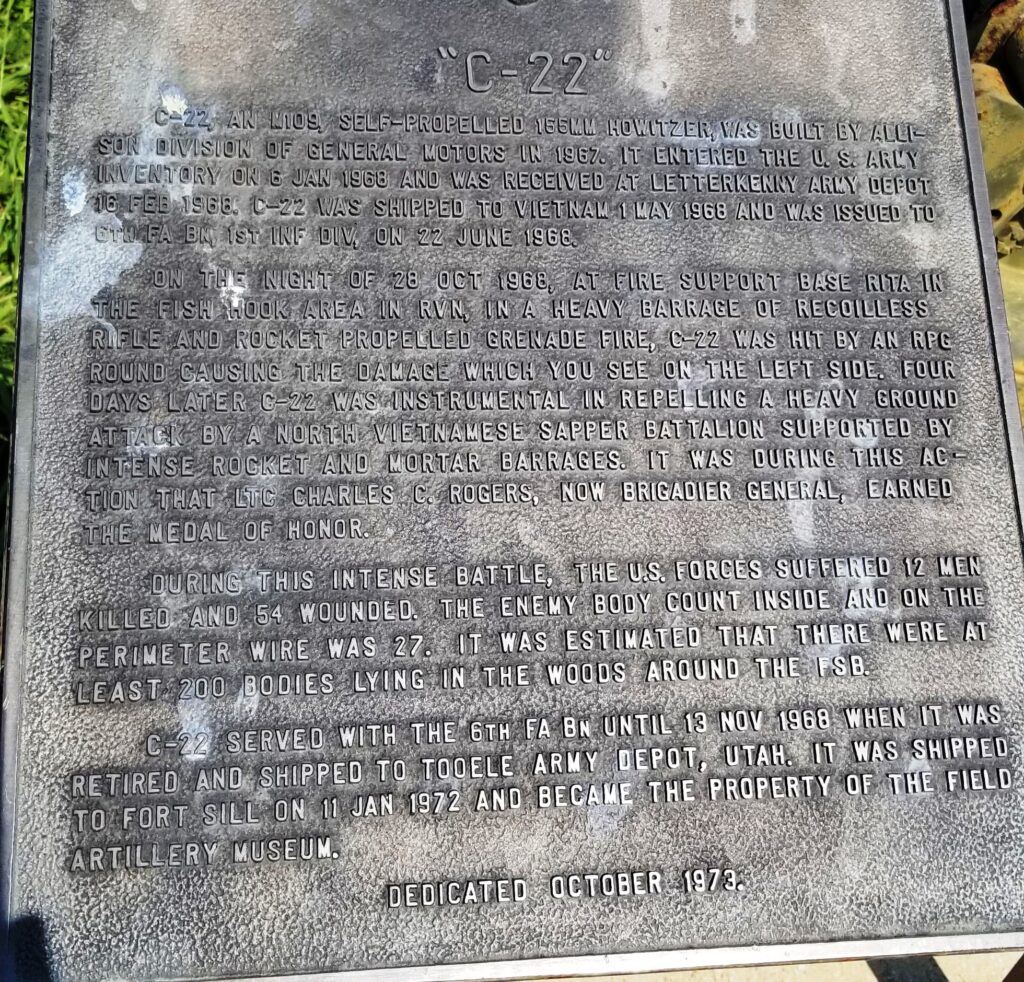 "C-22"
C-22, AN M109, SELF-PROPELLED 155MM HOWITZER, WAS BUILT BY ALLI-
SON DIVISION OF GENERAL MOTORS IN 1967. IT ENTERED THE U. S. ARMY
INVENTORY ON 6 JAN 1968 AND WAS RECEIVED AT LETTERKENNY ARMY DEPOT
16 FEB 1968. C-22 WAS SHIPPED TO VIETNAM 1 MAY 1968 AND WAS ISSUED TO
6TH FA BN, 1ST INF DIV, ON 22 JUNE 1968.
ON THE NIGHT OF 28 OCT 1968, AT FIRE SUPPORT BASE RITA IN
THE FISH HOOK AREA IN RVN, IN A HEAVY BARRAGE OF RECOILLESS
RIFLE AND ROCKET PROPELLED GRENADE FIRE, C-22 WAS HIT BY AN RPG
ROUND CAUSING THE DAMAGE WHICH YOU SEE ON THE LEFT SIDE. FOUR
DAYS LATER C-22 WAS INSTRUMENTAL IN REPELLING A HEAVY GROUND
ATTACK BY A NORTH VIETNAMESE SAPPER BATTALION SUPPORTED BY
INTENSE ROCKET AND MORTAR BARRAGES. IT WAS DURING THIS AC-
TION THAT LTC CHARLES C. ROGERS, NOW BRIGADIER GENERAL, EARNED
THE MEDAL OF HONOR.
DURING THIS INTENSE BATTLE, THE U.S. FORCES SUFFERED 12 MEN
KILLED AND 54 WOUNDED. THE ENEMY BODY COUNT INSIDE AND ON THE
PERIMETER WIRE WAS 27. IT WAS ESTIMATED THAT THERE WERE AT
LEAST 200 BODIES LYING IN THE WOODS AROUND THE FSB.
C-22 SERVED WITH THE 6TH FA BN UNTIL 13 NOV 1968 WHEN IT WAS
RETIRED AND SHIPPED TO TOOELE ARMY DEPOT, UTAH. IT WAS SHIPPED
TO FORT SILL ON 11 JAN 1972 AND BECAME THE PROPERTY OF THE FIELD
ARTILLERY MUSEUM.
DEDICATED OCTOBER 1973.